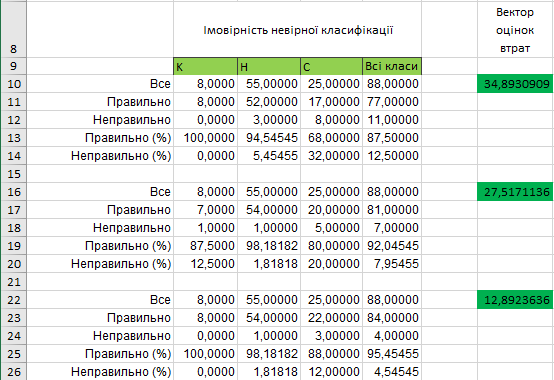 8 Імовірність невірної класифікації Вектор оцінок втрат
9 К Н С Всі класи
10 Все 8,0000 55,00000 25,00000 88,00000 34,8930909
11 Правильно 8,0000 52,00000 17,00000 77,00000
12 Неправильно 0,0000 3,00000 8,00000 11,00000
13 Правильно (%) 100,0000 94,54545 68,00000 87,50000
14 Неправильно (%) 0,0000 5,45455 32,00000 12,50000
15
16 Все 8,0000 55,00000 25,00000 88,00000 27,5171136
17 Правильно 7,0000 54,00000 20,00000 81,00000
18 Неправильно 1,0000 1,00000 5,00000 7,00000
19 Правильно (%) 87,5000 98,18182 80,00000 92,04545
20 Неправильно (%) 12,5000 1,81818 20,00000 7,95455
21
22 Все 8,0000 55,00000 25,00000 88,00000 12,8923636
23 Правильно 8,0000 54,00000 22,00000 84,00000
24 Неправильно 0,0000 1,00000 3,00000 4,00000
25 Правильно (%) 100,0000 98,18182 88,00000 95,45455
26 Неправильно (%) 0,0000 1,81818 12,00000 4,54545